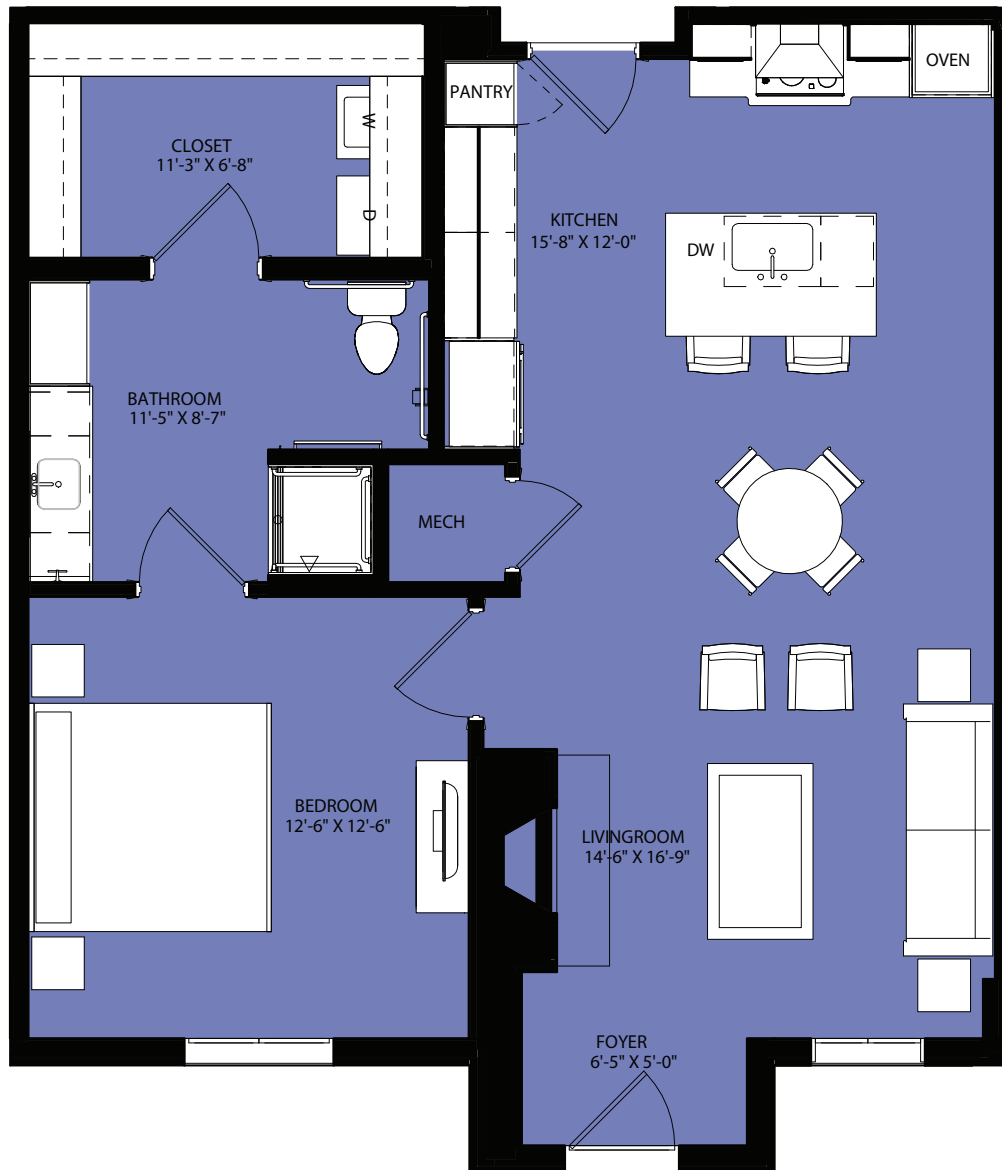 OVEN
PANTRY
CLOSET
11'-3" X 6'-8"
W
D
KITCHEN
15'-8" X 12'-0"
DW
BATHROOM
11'-5" X 8'-7"
MECH
BEDROOM
12'-6" X 12'-6"
LIVINGROOM
14'-6" X 16'-9"
FOYER
6'-5" X 5'-0"